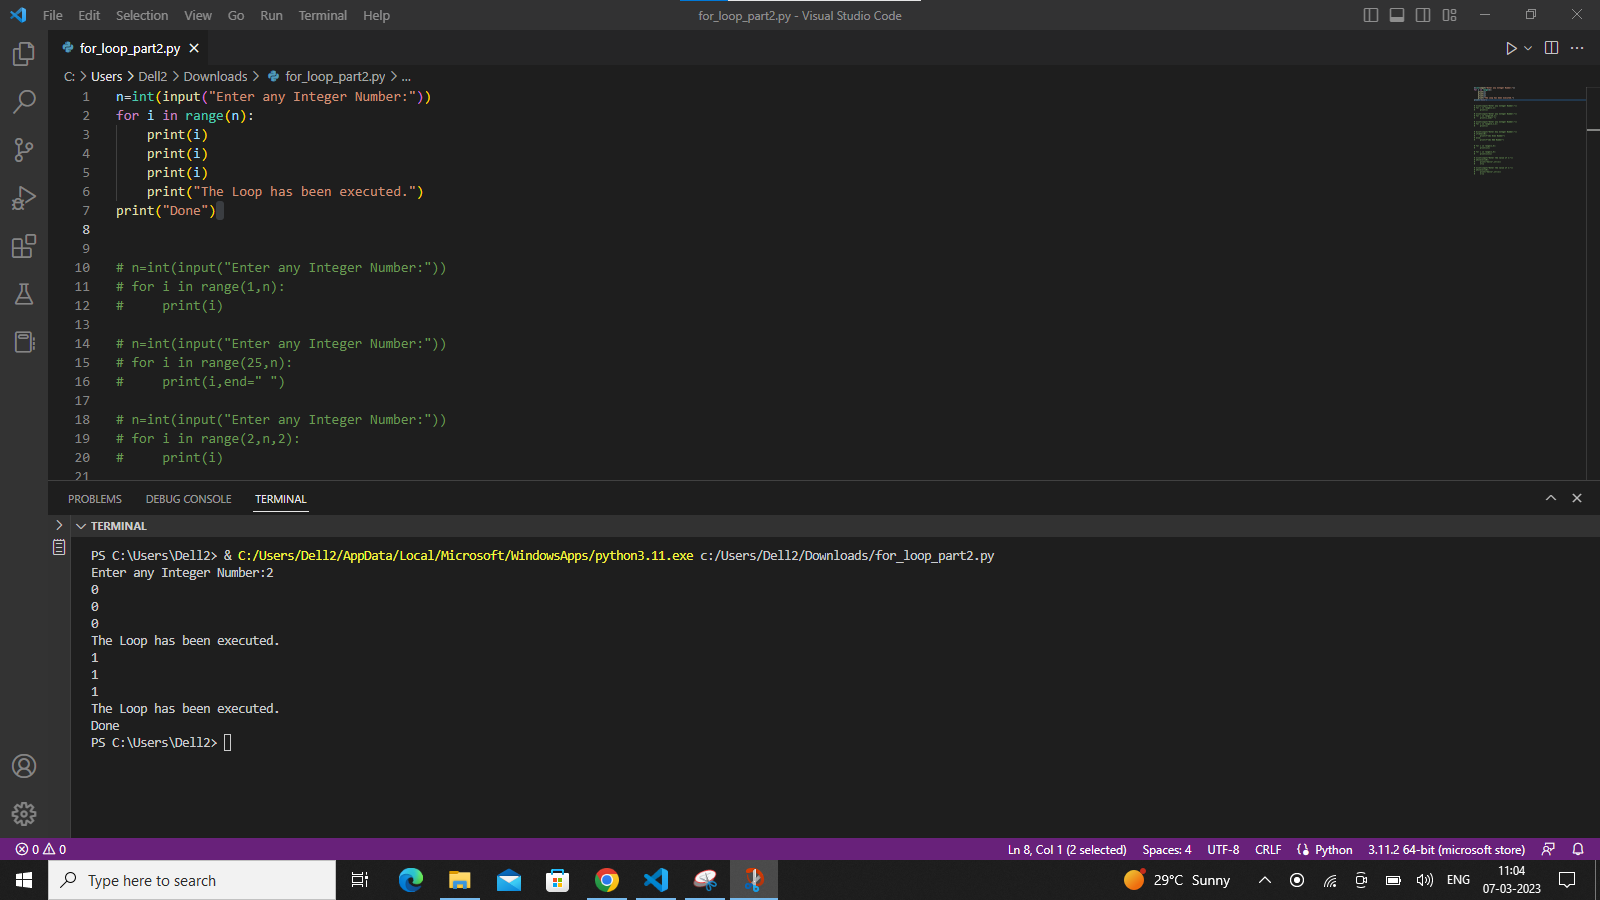 File Edit Selection View Go Run Terminal Help
for_loop_part2.py - Visual Studio Code
for_loop_part2.py
C: > Users > Dell2 > Downloads > for_loop_part2.py > ...
1 n=int(input("Enter any Integer Number:"))
2 for i in range(n):
3     print(i)
4     print(i)
5     print(i)
6     print("The Loop has been executed.")
7 print("Done")
8
9
10 # n=int(input("Enter any Integer Number:"))
11 # for i in range(1,n):
12 #     print(i)
13
14 # n=int(input("Enter any Integer Number:"))
15 # for i in range(25,n):
16 #     print(i,end=" ")
17
18 # n=int(input("Enter any Integer Number:"))
19 # for i in range(2,n,2):
20 #     print(i)
21
PROBLEMS DEBUG CONSOLE TERMINAL
TERMINAL
PS C:\Users\Dell2> & C:/Users/Dell2/AppData/Local/Microsoft/WindowsApps/python3.11.exe c:/Users/Dell2/Downloads/for_loop_part2.py
Enter any Integer Number:2
0
0
0
The Loop has been executed.
1
1
1
The Loop has been executed.
Done
PS C:\Users\Dell2>
0 0 Ln 8, Col 1 (2 selected) Spaces: 4 UTF-8 CRLF Python 3.11.2 64-bit (microsoft store)
Type here to search
29°C Sunny
ENG
11:04
07-03-2023